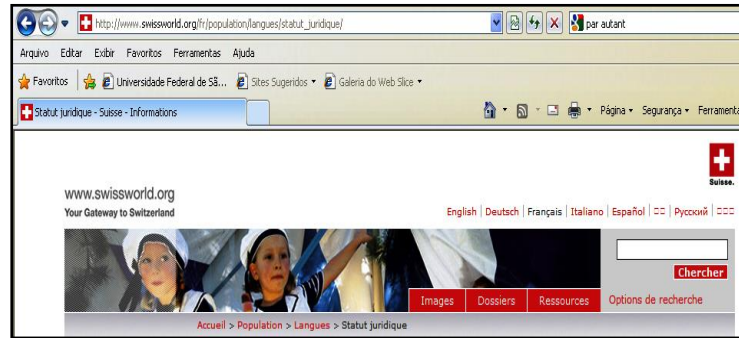 http://www.swissworld.org/fr/population/langues/statut_juridique/ par autant
Arquivo Editar Exibir Favoritos Ferramentas Ajuda
Favoritos Universidade Federal de Sã... Sites Sugeridos Galeria do Web Slice
Statut juridique - Suisse - Informations Página Segurança Ferramenta
Suisse.
www.swissworld.org
Your Gateway to Switzerland
English | Deutsch | Français | Italiano | Español | □□ | Русский | □□□
Chercher
Images Dossiers Ressources Options de recherche
Accueil > Population > Langues > Statut juridique